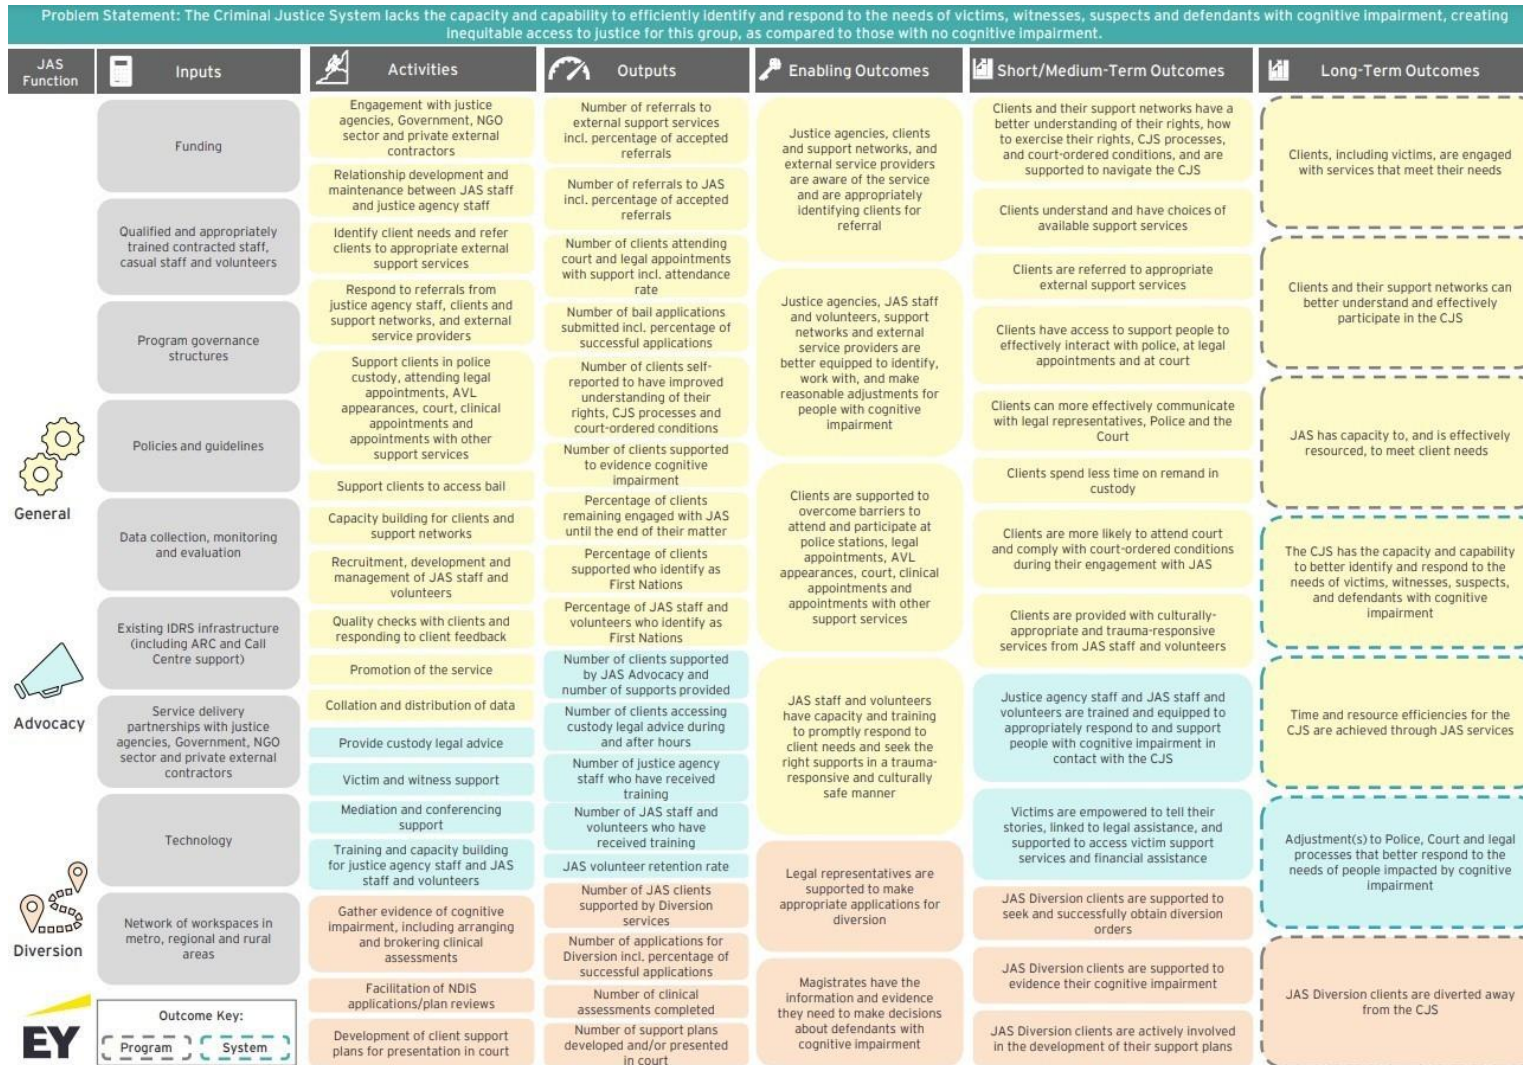 Problem Statement: The Criminal Justice System lacks the capacity and capability to efficiently identify and respond to the needs of victims, witnesses, suspects and defendants with cognitive impairment, creating
inequitable access to justice for this group, as compared to those with no cognitive impairment.
JAS
Function
Inputs
Activities
Outputs
Enabling Outcomes
Short/Medium-Term Outcomes
Long-Term Outcomes
General
Advocacy
Diversion
EY
Funding
Qualified and appropriately
trained contracted staff,
casual staff and volunteers
Program governance
structures
Policies and guidelines
Data collection, monitoring
and evaluation
Existing IDRS infrastructure
(including ARC and Call
Centre support)
Service delivery
partnerships with justice
agencies, Government, NGO
sector and private external
contractors
Technology
Network of workspaces in
metro, regional and rural
areas
Outcome Key:
Program
System
Engagement with justice
agencies, Government, NGO
sector and private external
contractors
Relationship development and
maintenance between JAS staff
and justice agency staff
Identify client needs and refer
clients to appropriate external
support services
Respond to referrals from
justice agency staff, clients and
support networks, and external
service providers
Support clients in police
custody, attending legal
appointments, AVL
appearances, court, clinical
appointments and
appointments with other
support services
Support clients to access bail
Capacity building for clients and
support networks
Recruitment, development and
management of JAS staff and
volunteers
Quality checks with clients and
responding to client feedback
Promotion of the service
Collation and distribution of data
Provide custody legal advice
Victim and witness support
Mediation and conferencing
support
Training and capacity building
for justice agency staff and JAS
staff and volunteers
Gather evidence of cognitive
impairment, including arranging
and brokering clinical
assessments
Facilitation of NDIS
applications/plan reviews
Development of client support
plans for presentation in court
Number of referrals to
external support services
incl. percentage of accepted
referrals
Number of referrals to JAS
incl. percentage of accepted
referrals
Number of clients attending
court and legal appointments
with support incl. attendance
rate
Number of bail applications
submitted incl. percentage of
successful applications
Number of clients self-
reported to have improved
understanding of their
rights, CJS processes and
court-ordered conditions
Number of clients supported
to evidence cognitive
impairment
Percentage of clients
remaining engaged with JAS
until the end of their matter
Percentage of clients
supported who identify as
First Nations
Percentage of JAS staff and
volunteers who identify as
First Nations
Number of clients supported
by JAS Advocacy and
number of supports provided
Number of clients accessing
custody legal advice during
and after hours
Number of justice agency
staff who have received
training
Number of JAS staff and
volunteers who have
received training
JAS volunteer retention rate
Number of JAS clients
supported by Diversion
services
Number of applications for
Diversion incl. percentage of
successful applications
Number of clinical
assessments completed
Number of support plans
developed and/or presented
in court
Justice agencies, clients
and support networks, and
external service providers
are aware of the service
and are appropriately
identifying clients for
referral
Justice agencies, JAS staff
and volunteers, support
networks and external
service providers are
better equipped to identify,
work with, and make
reasonable adjustments for
people with cognitive
impairment
Clients are supported to
overcome barriers to
attend and participate at
police stations, legal
appointments, AVL
appearances, court, clinical
appointments and
appointments with other
support services
JAS staff and volunteers
have capacity and training
to promptly respond to
client needs and seek the
right supports in a trauma-
responsive and culturally
safe manner
Legal representatives are
supported to make
appropriate applications for
diversion
Magistrates have the
information and evidence
they need to make decisions
about defendants with
cognitive impairment
Clients and their support networks have a
better understanding of their rights, how
to exercise their rights, CJS processes,
and court-ordered conditions, and are
supported to navigate the CJS
Clients understand and have choices of
available support services
Clients are referred to appropriate
external support services
Clients have access to support people to
effectively interact with police, at legal
appointments and at court
Clients can more effectively communicate
with legal representatives, Police and the
Court
Clients spend less time on remand in
custody
Clients are more likely to attend court
and comply with court-ordered conditions
during their engagement with JAS
Clients are provided with culturally-
appropriate and trauma-responsive
services from JAS staff and volunteers
Justice agency staff and JAS staff and
volunteers are trained and equipped to
appropriately respond to and support
people with cognitive impairment in
contact with the CJS
Victims are empowered to tell their
stories, linked to legal assistance, and
supported to access victim support
services and financial assistance
JAS Diversion clients are supported to
seek and successfully obtain diversion
orders
JAS Diversion clients are supported to
evidence their cognitive impairment
JAS Diversion clients are actively involved
in the development of their support plans
Clients, including victims, are engaged
with services that meet their needs
Clients and their support networks can
better understand and effectively
participate in the CJS
JAS has capacity to, and is effectively
resourced, to meet client needs
The CJS has the capacity and capability
to better identify and respond to the
needs of victims, witnesses, suspects,
and defendants with cognitive
impairment
Time and resource efficiencies for the
CJS are achieved through JAS services
Adjustment(s) to Police, Court and legal
processes that better respond to the
needs of people impacted by cognitive
impairment
JAS Diversion clients are diverted away
from the CJS